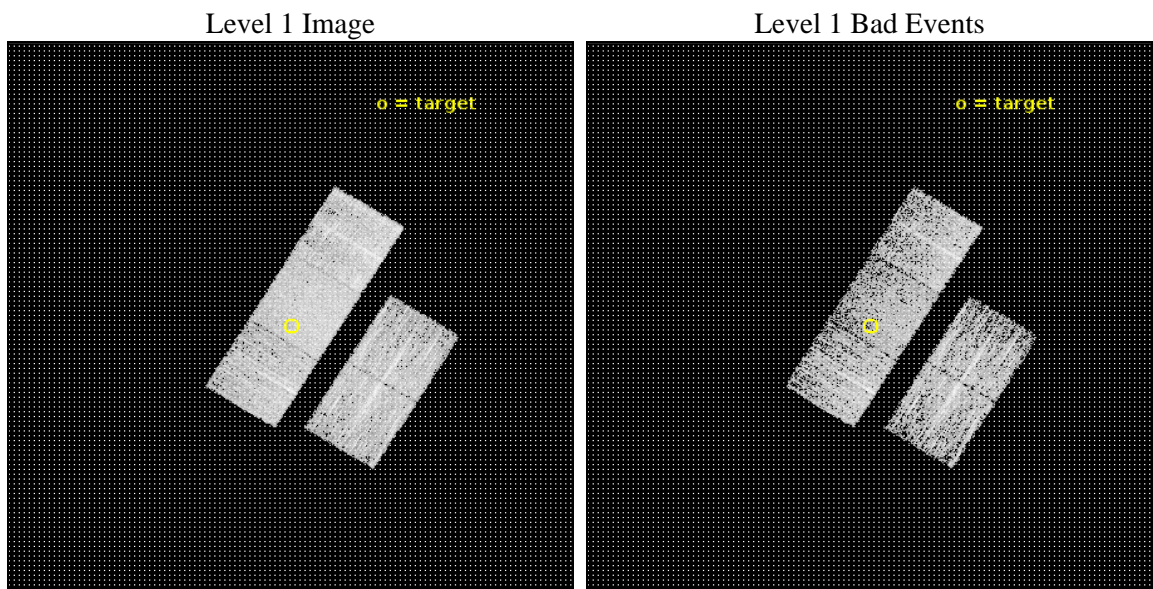 Level 1 Image
Level 1 Bad Events
o = target
o = target